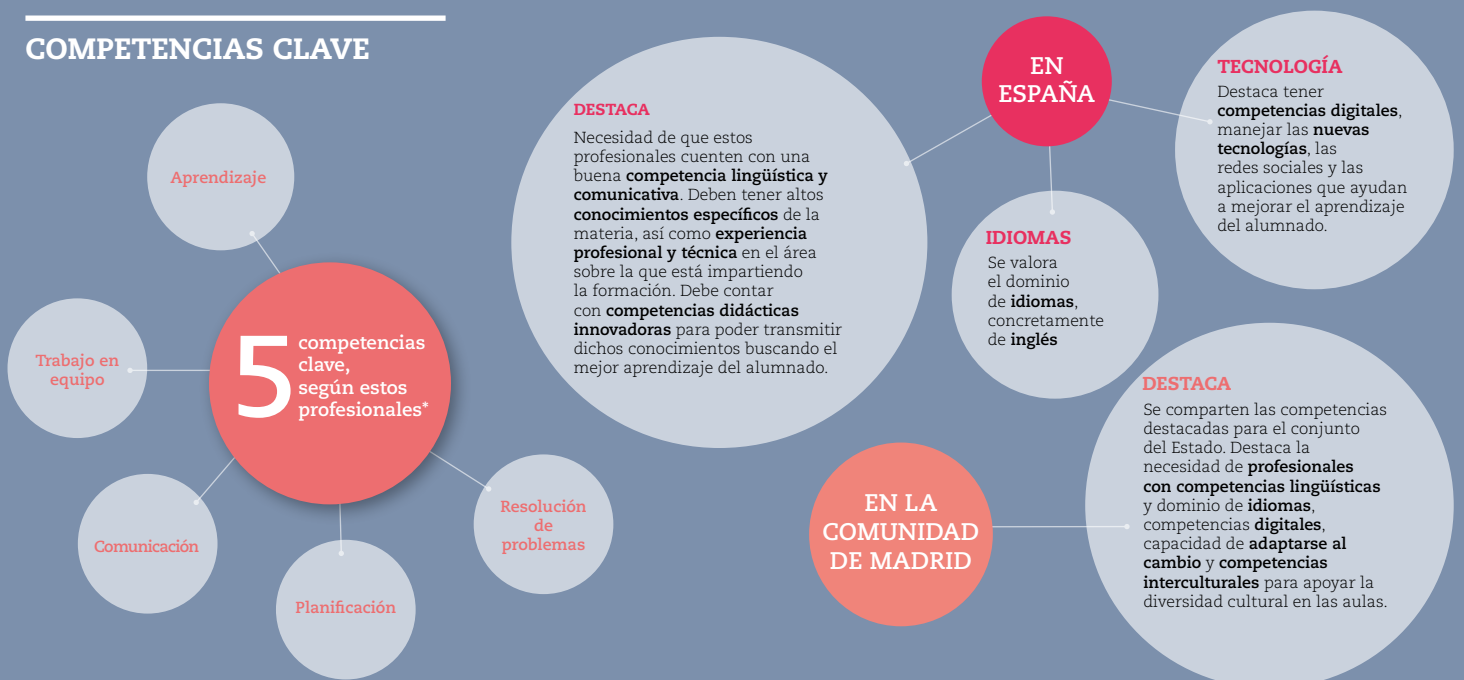 COMPETENCIAS CLAVE
Aprendizaje
Trabajo en
equipo
Comunicación
Planificación
Resolución
de
problemas
5
competencias
clave,
según estos
profesionales*
DESTACA
Necesidad de que estos
profesionales cuenten con una
buena competencia lingüística y
comunicativa. Deben tener altos
conocimientos específicos de la
materia, así como experiencia
profesional y técnica en el área
sobre la que está impartiendo
la formación. Debe contar
con competencias didácticas
innovadoras para poder transmitir
dichos conocimientos buscando el
mejor aprendizaje del alumnado.
EN
ESPAÑA
TECNOLOGÍA
Destaca tener
competencias digitales,
manejar las nuevas
tecnologías, las
redes sociales y las
aplicaciones que ayudan
a mejorar el aprendizaje
del alumnado.
IDIOMAS
Se valora
el dominio
de idiomas,
concretamente
de inglés
EN LA
COMUNIDAD
DE MADRID
DESTACA
Se comparten las competencias
destacadas para el conjunto
del Estado. Destaca la
necesidad de profesionales
con competencias lingüísticas
y dominio de idiomas,
competencias digitales,
capacidad de adaptarse al
cambio y competencias
interculturales para apoyar la
diversidad cultural en las aulas.